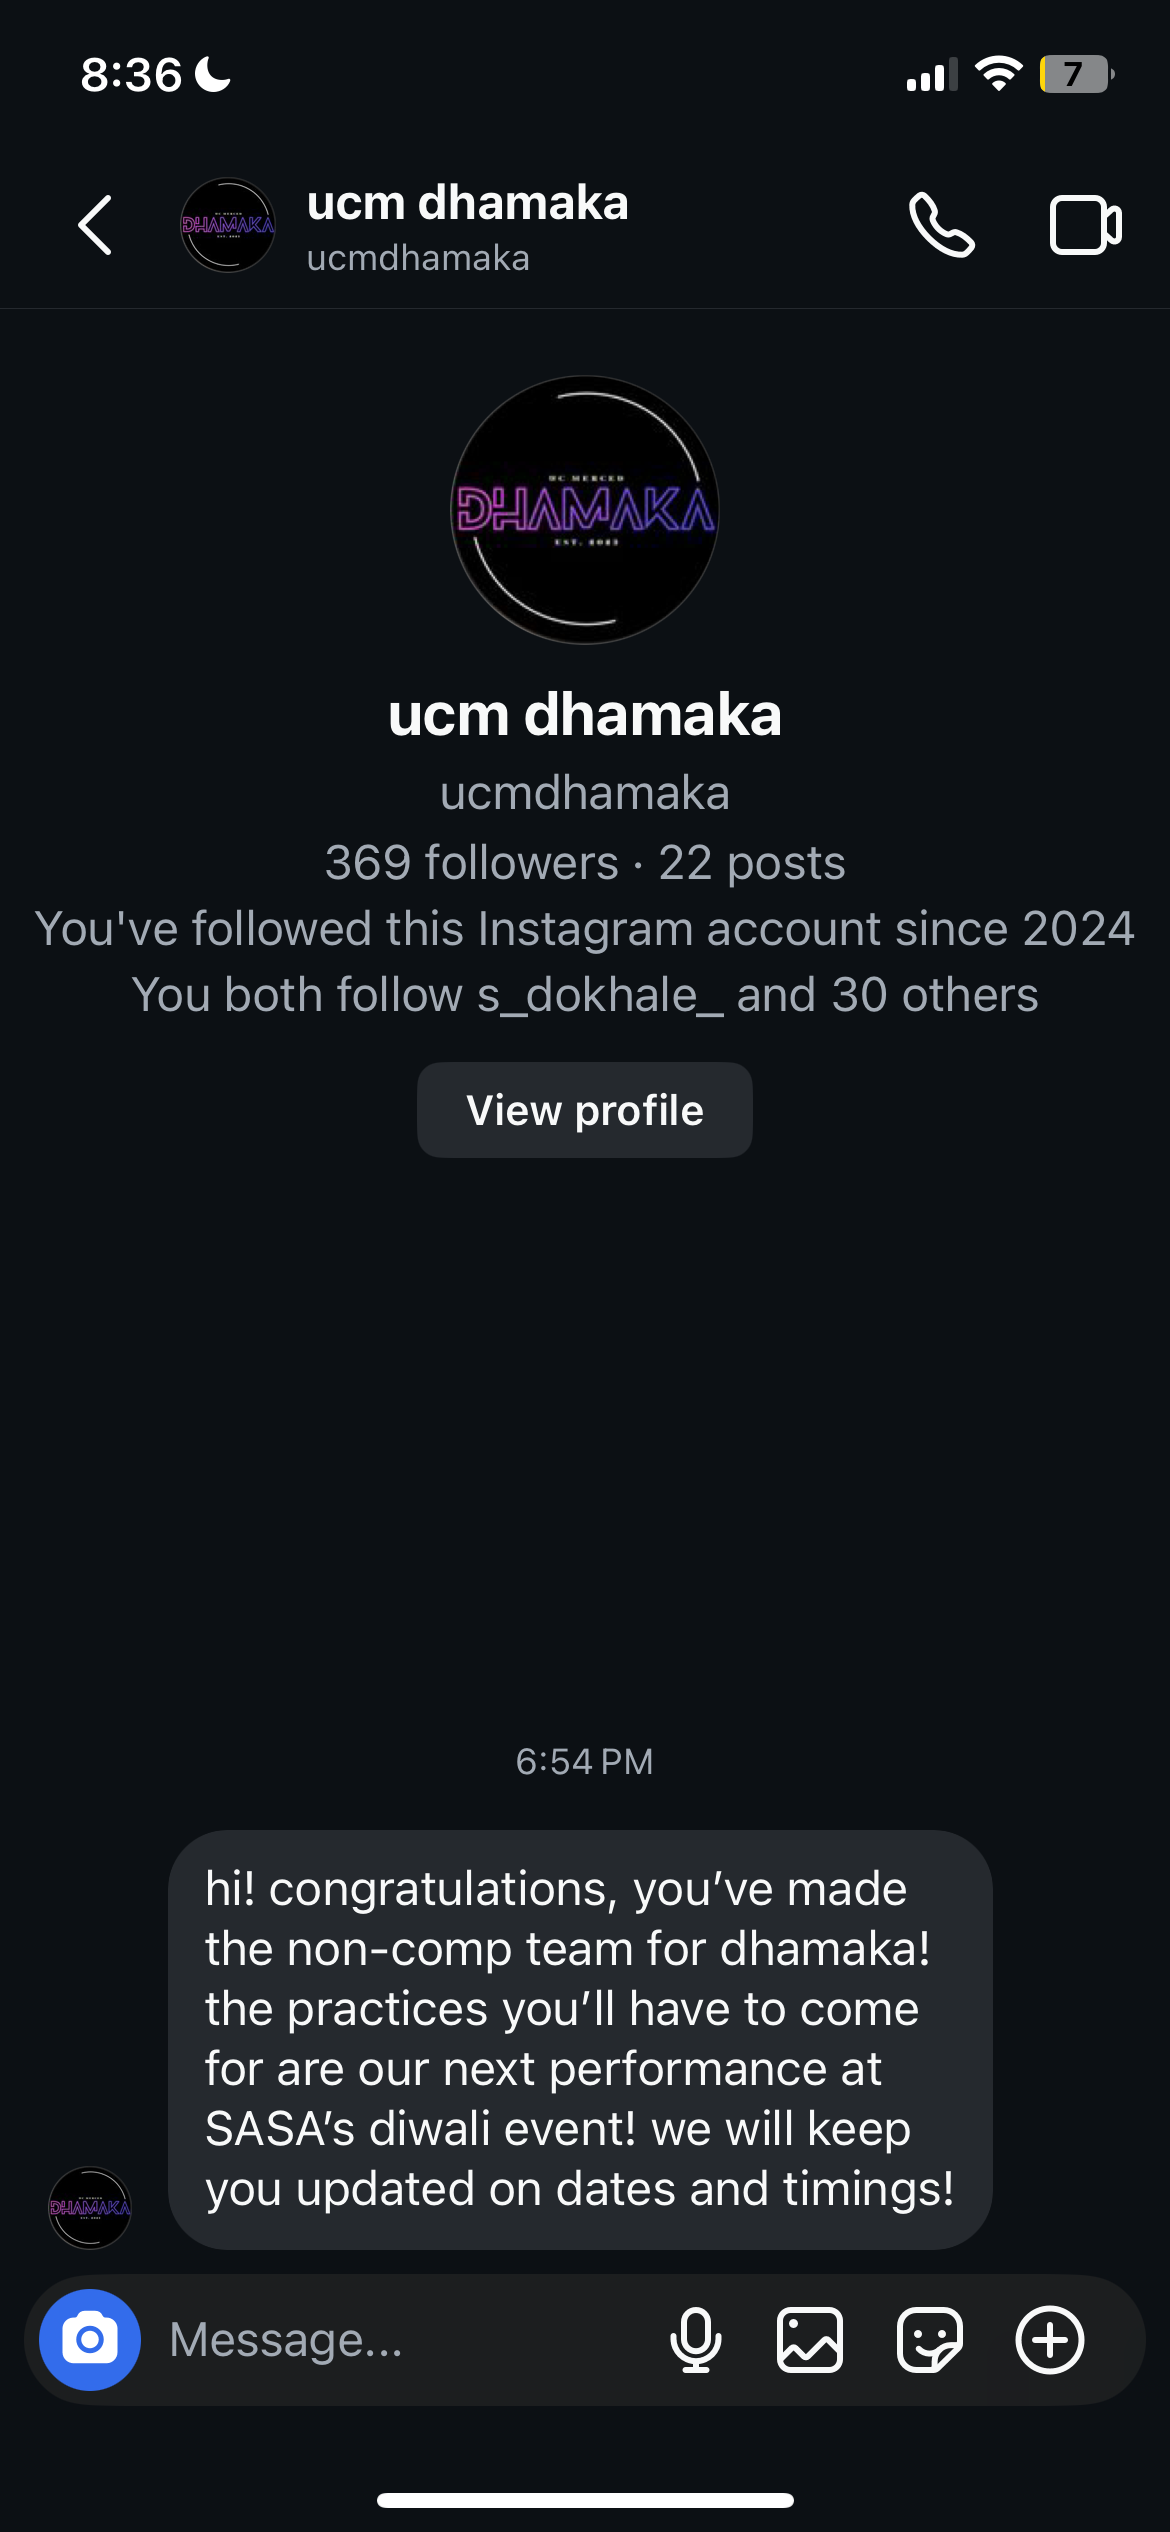 8:36
7
ucm dhamaka
ucmdhamaka
UC MERCED
DHAMAKA
EST.
ucm dhamaka
ucmdhamaka
369 followers · 22 posts
You've followed this Instagram account since 2024
You both follow s_dokhale_ and 30 others
View profile
6:54 PM
hi! congratulations, you’ve made
the non-comp team for dhamaka!
the practices you’ll have to come
for are our next performance at
SASA’s diwali event! we will keep
you updated on dates and timings!
DHAMAKA
Message...